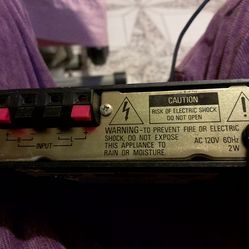 CAUTION
RISK OF ELECTRIC SHOCK
DO NOT OPEN
WARNING-TO PREVENT FIRE OR ELECTRIC
SHOCK, DO NOT EXPOSE
THIS APPLIANCE TO
RAIN OR MOISTURE.
AC 120V 60Hz
2W
INPUT